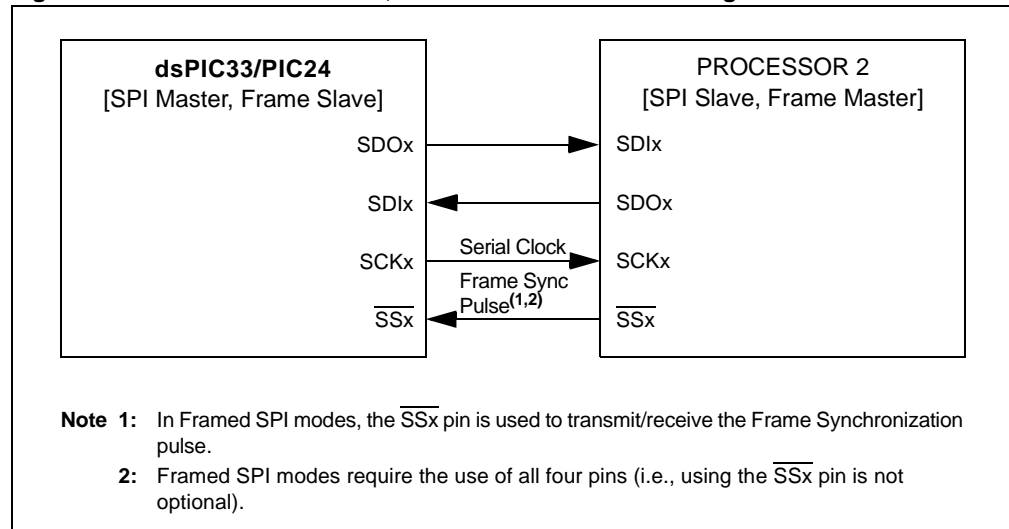 dsPIC33/PIC24
[SPI Master, Frame Slave]
PROCESSOR 2
[SPI Slave, Frame Master]
SDOx
SDIx
SDIx
SDOx
SCKx
Serial Clock
SCKx
Frame Sync
Pulse(1,2)
SSx
SSx
Note 1: In Framed SPI modes, the SSx pin is used to transmit/receive the Frame Synchronization
pulse.
2: Framed SPI modes require the use of all four pins (i.e., using the SSx pin is not
optional).